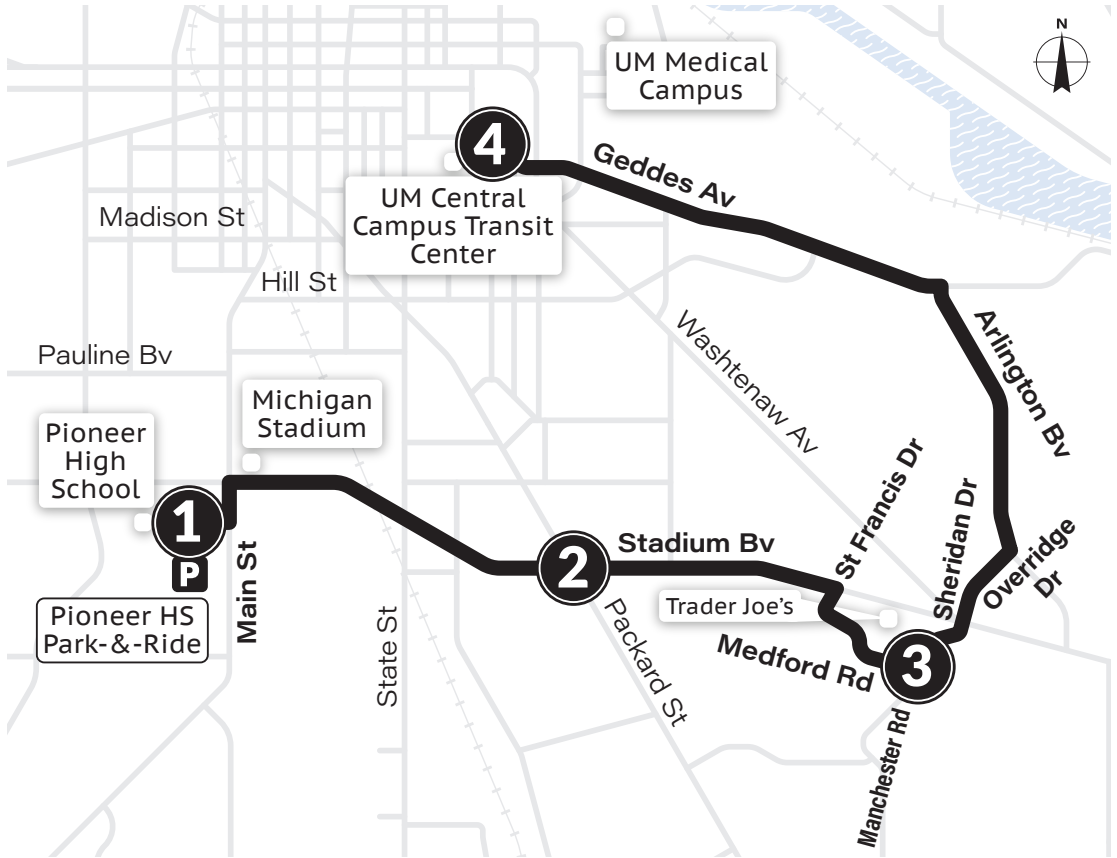 N
UM Medical
Campus
4
Geddes Av
UM Central
Campus Transit
Center
Madison St
Hill St
Washtenaw Av
Arlington Bv
Pauline Bv
Michigan
Stadium
Pioneer
High
School
1
P
Pioneer HS
Park-&-Ride
Main St
State St
2
Stadium Bv
Packard St
St Francis Dr
Sheridan Dr
Overridge
Dr
Trader Joe's
Medford Rd
3
Manchester Rd